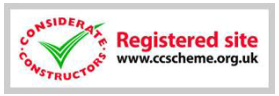 CONSIDERATE
CONSTRUCTORS
Registered site
www.ccscheme.org.uk